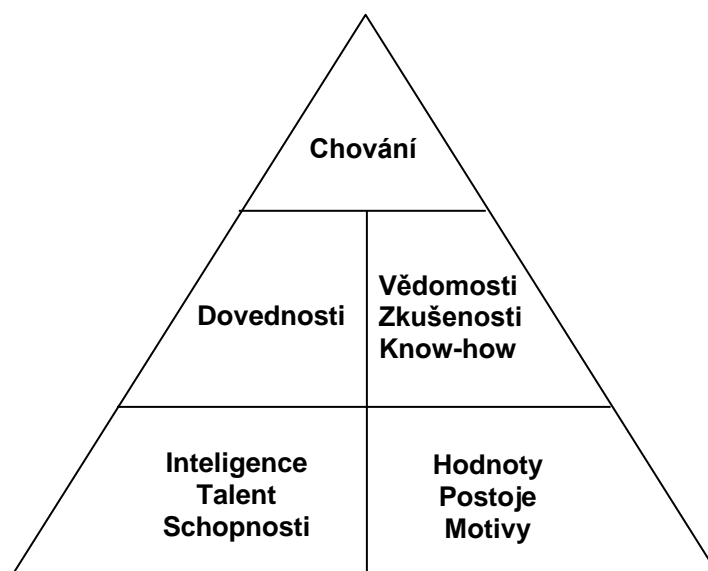 Chování
Dovednosti
Vědomosti
Zkušenosti
Know-how
Inteligence
Talent
Schopnosti
Hodnoty
Postoje
Motivy